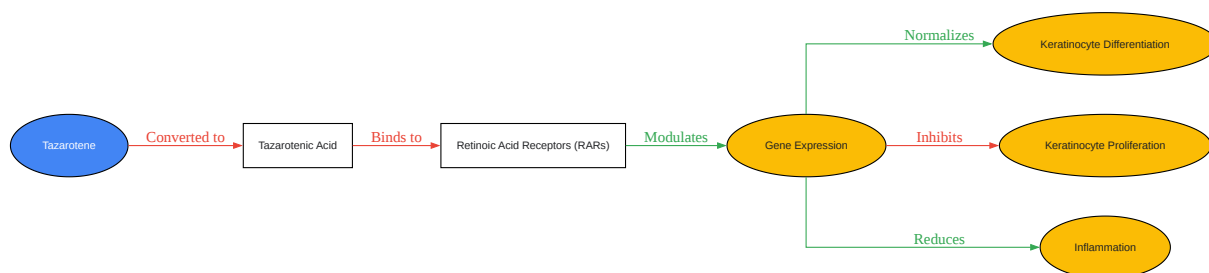 Normalizes
Keratinocyte Differentiation
Tazarotene
Converted to
Tazarotenic Acid
Binds to
Retinoic Acid Receptors (RARs)
Modulates
Gene Expression
Inhibits
Keratinocyte Proliferation
Reduces
Inflammation